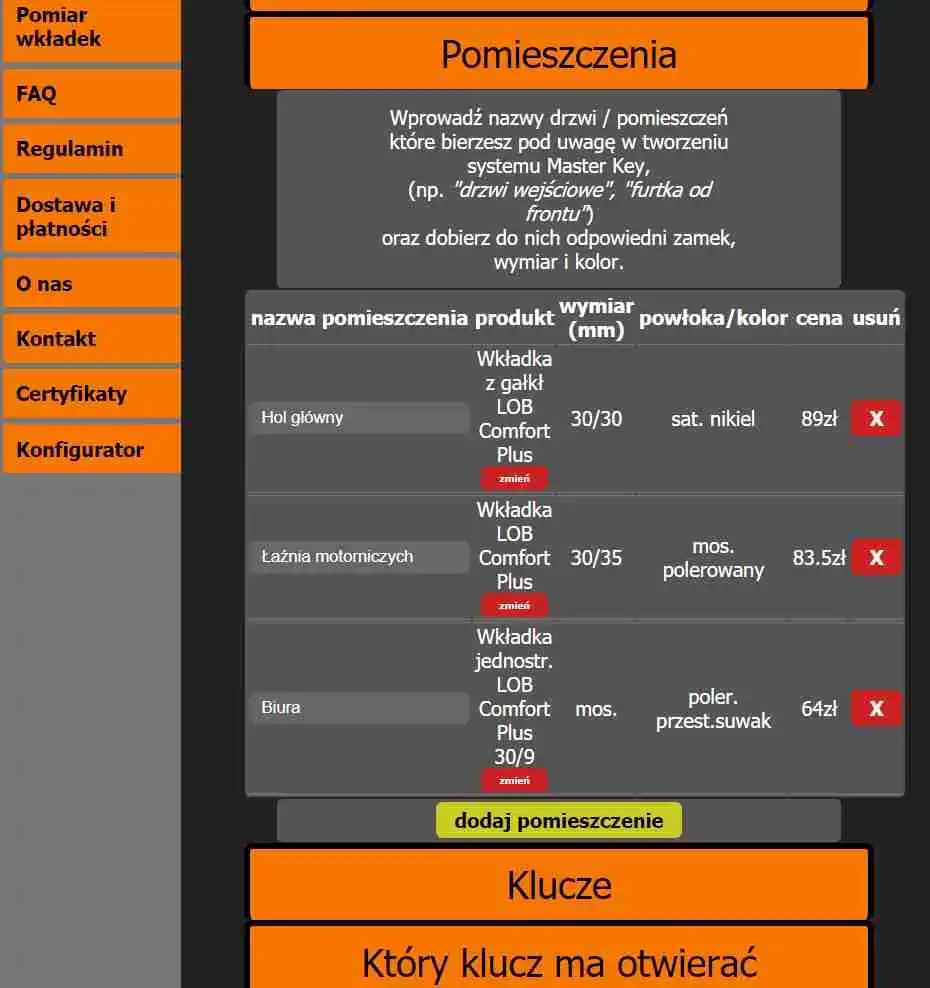 Pomiar
wkładek
FAQ
Regulamin
Dostawa i
płatności
O nas
Kontakt
Certyfikaty
Konfigurator
Pomieszczenia
Wprowadź nazwy drzwi / pomieszczeń
które bierzesz pod uwagę w tworzeniu
systemu Master Key,
(np. "drzwi wejściowe", "furtka od
frontu")
oraz dobierz do nich odpowiedni zamek,
wymiar i kolor.
nazwa pomieszczenia produkt wymiar (mm) powłoka/kolor cena usuń
Hol główny
Wkładka
z gałkł
LOB
Comfort
Plus
zmień
30/30
sat. nikiel
89zł
X
Łaźnia motorniczych
Wkładka
LOB
Comfort
Plus
zmień
30/35
mos.
polerowany
83.5zł
X
Biura
Wkładka
jednostr.
LOB
Comfort
Plus
30/9
zmień
mos.
poler.
przest.suwak
64zł
X
dodaj pomieszczenie
Klucze
Który klucz ma otwierać